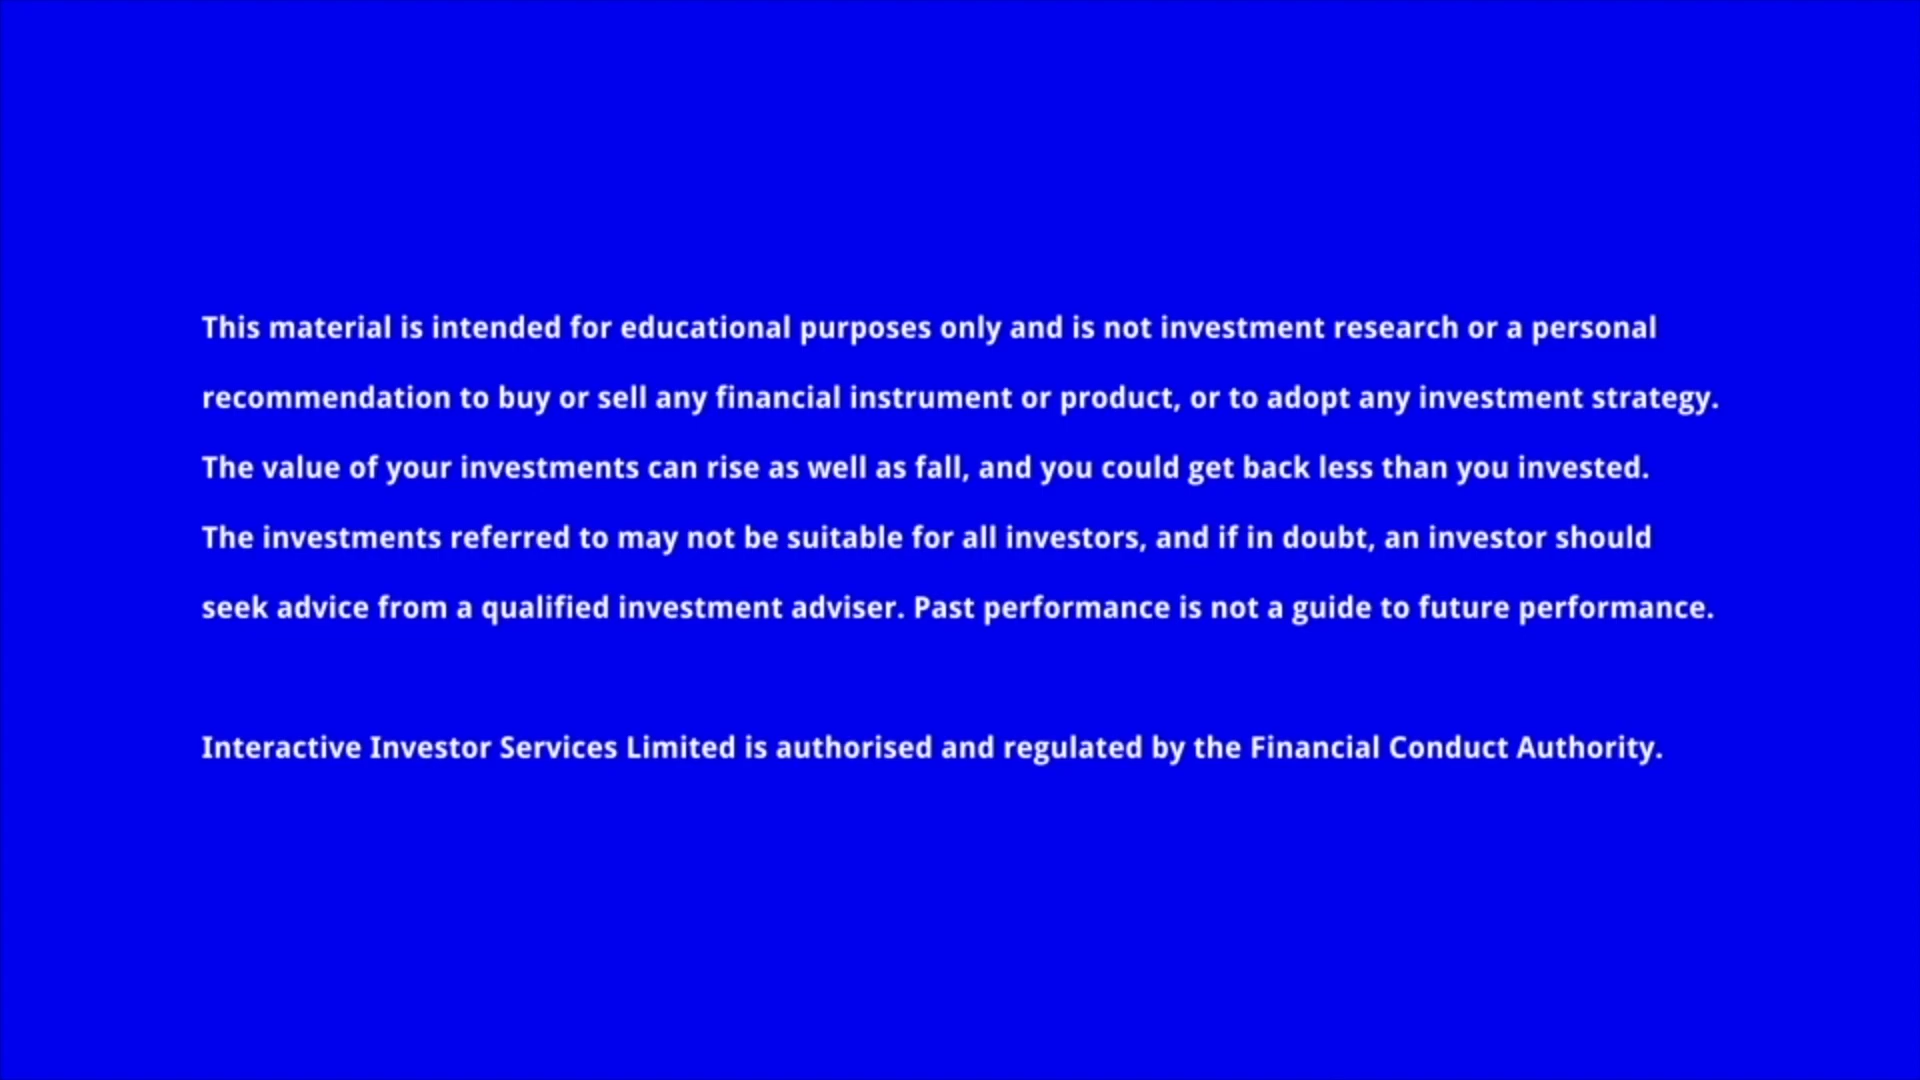 This material is intended for educational purposes only and is not investment research or a personal
recommendation to buy or sell any financial instrument or product, or to adopt any investment strategy.
The value of your investments can rise as well as fall, and you could get back less than you invested.
The investments referred to may not be suitable for all investors, and if in doubt, an investor should
seek advice from a qualified investment adviser. Past performance is not a guide to future performance.
Interactive Investor Services Limited is authorised and regulated by the Financial Conduct Authority.